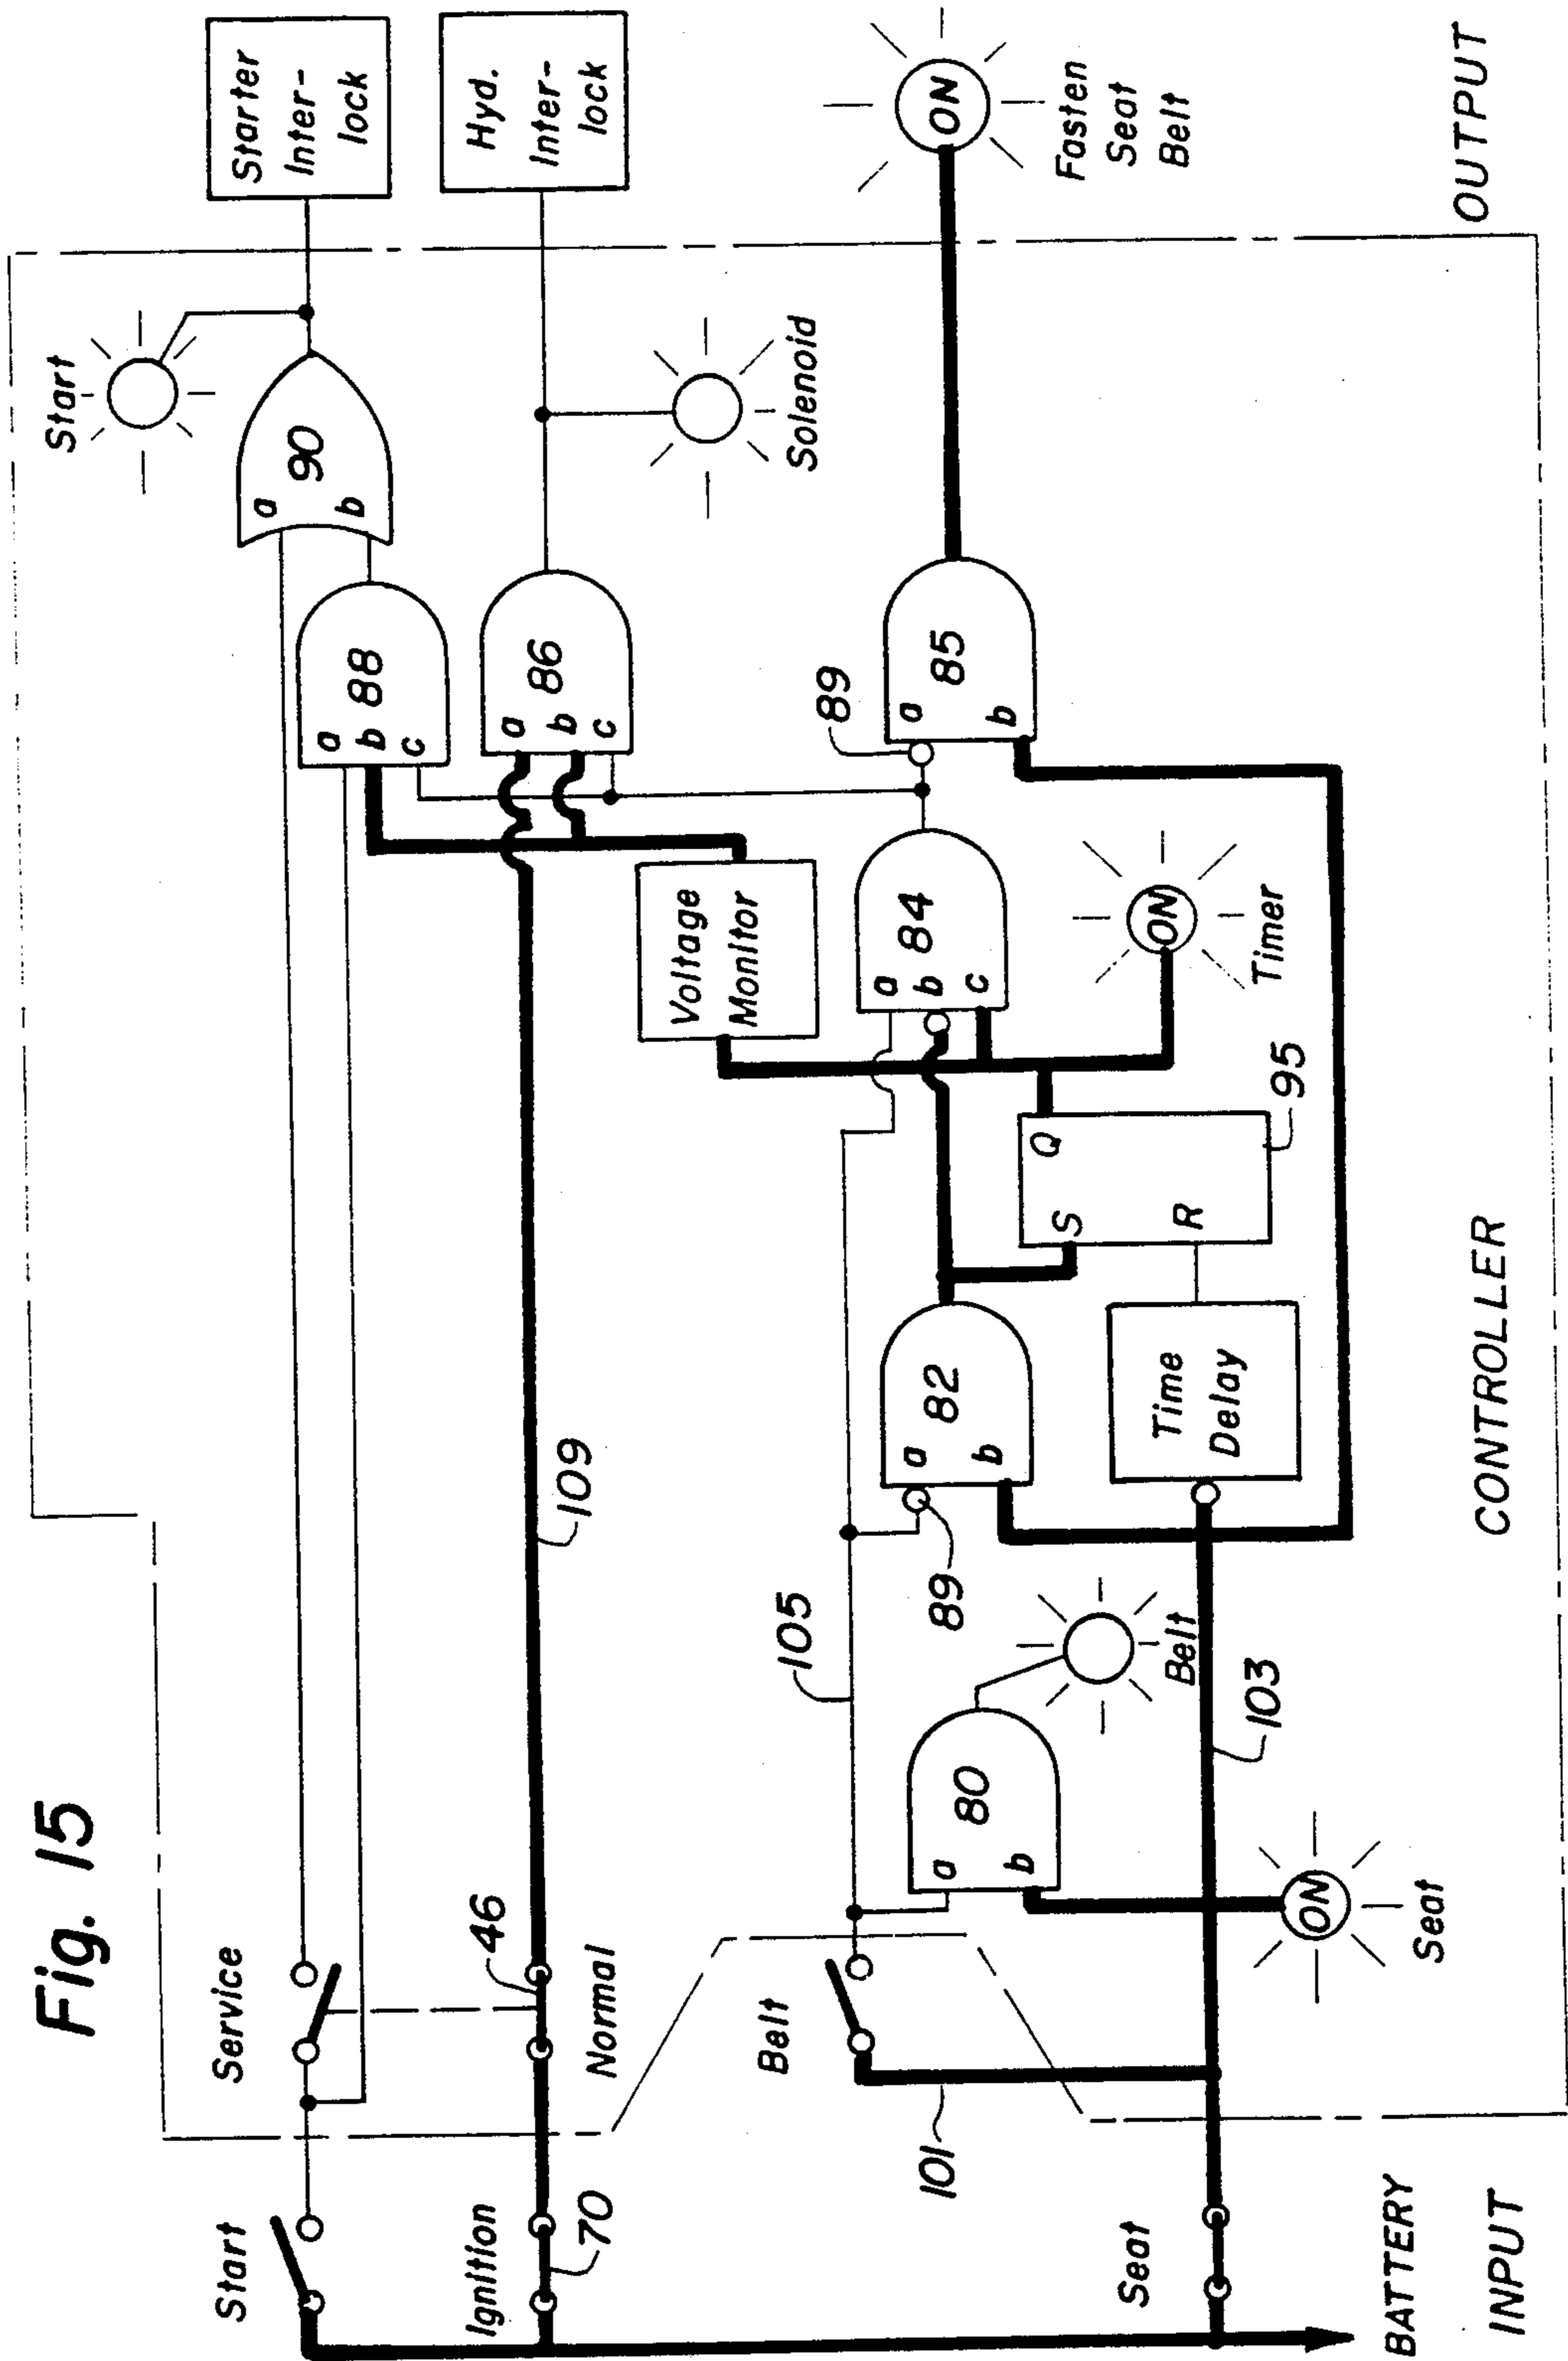 Fig. 15
Start
Service
Start
a
90
b
Starter
Inter-
lock
a
b
88
c
Ignition
70
46
Normal
109
a
b
86
c
Hyd.
Inter-
lock
Solenoid
Voltage
Monitor
Belt
101
105
a
80
b
Belt
89
a
82
b
a
b
84
c
89
a
85
b
ON
Fasten
Seat
Belt
Seat
103
ON
Seat
Time
Delay
S
Q
R
95
ON
Timer
BATTERY
INPUT
CONTROLLER
OUTPUT